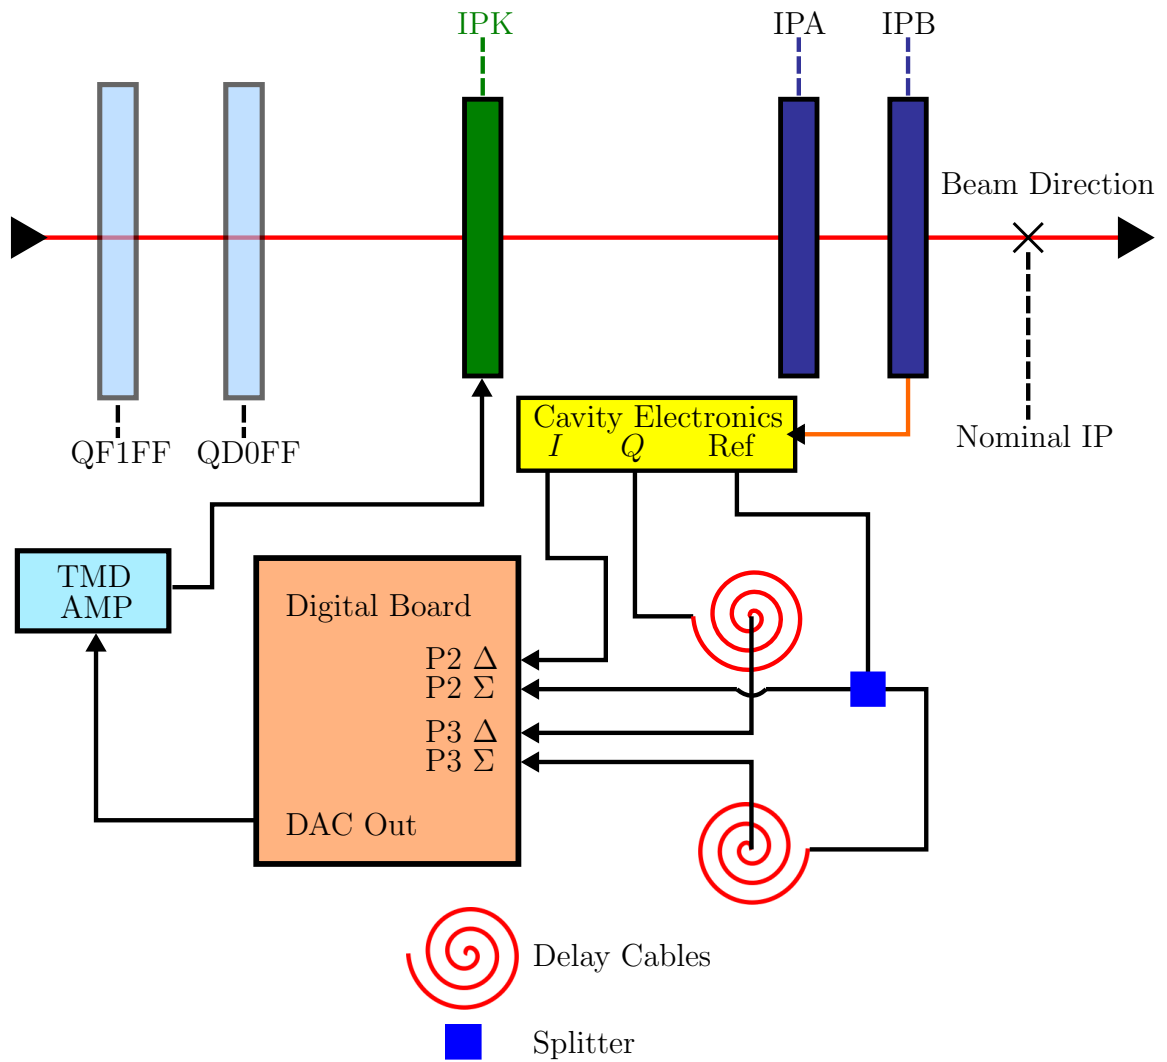 IPK
IPA
IPB
Beam Direction
Nominal IP
QF1FF
QD0FF
Cavity Electronics
I Q Ref
TMD
AMP
Digital Board
P2 Δ
P2 Σ
P3 Δ
P3 Σ
DAC Out
Delay Cables
Splitter